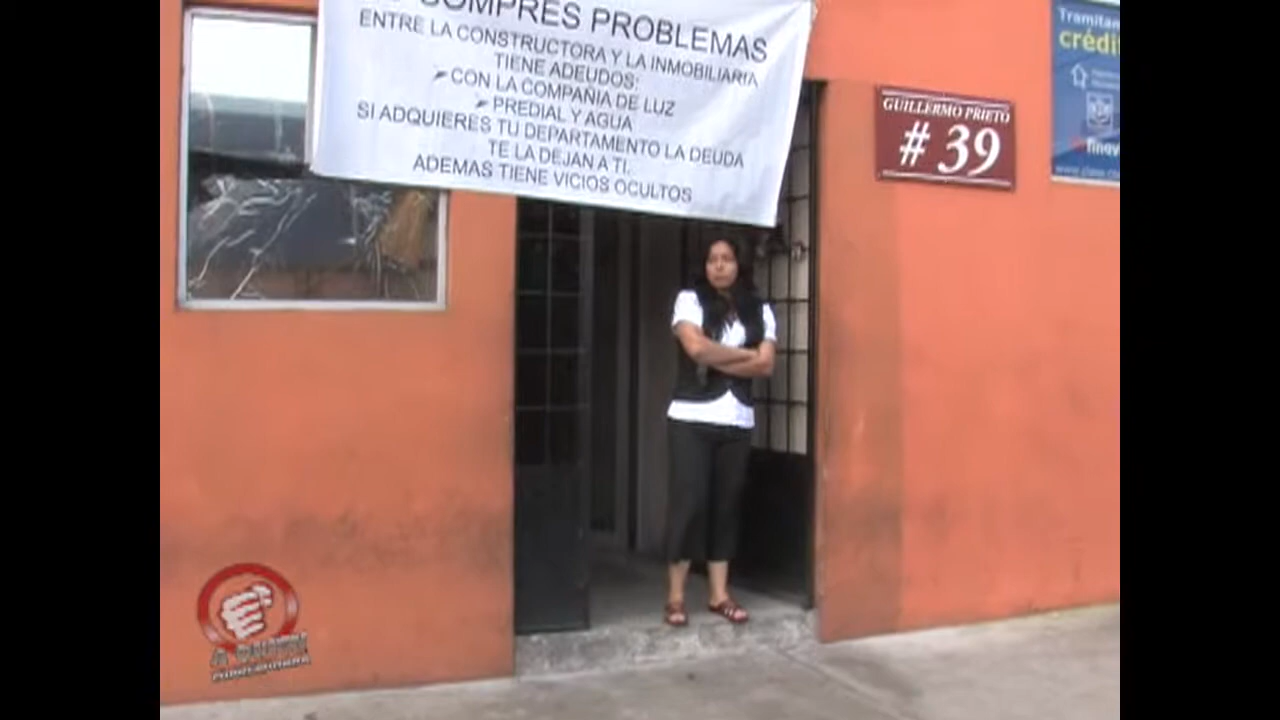 COMPRES PROBLEMAS
ENTRE LA CONSTRUCTORA Y LA INMOBILIARIA
TIENE ADEUDOS:
➤CON LA COMPAÑIA DE LUZ
➤PREDIAL Y AGUA
SI ADQUIERES TU DEPARTAMENTO LA DEUDA
TE LA DEJAN A TI.
ADEMAS TIENE VICIOS OCULTOS
GUILLERMO PRIETO
# 39
Tramitam
crédi